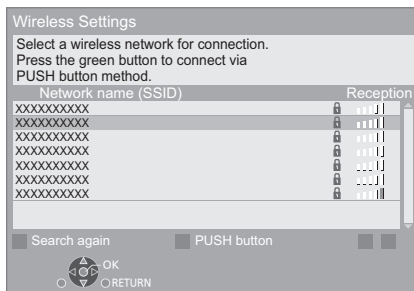 Wireless Settings
Select a wireless network for connection.
Press the green button to connect via
PUSH button method.
Network name (SSID) Reception
XXXXXXXXXX
XXXXXXXXXX
XXXXXXXXXX
XXXXXXXXXX
XXXXXXXXXX
XXXXXXXXXX
XXXXXXXXXX
Search again PUSH button
OK
RETURN